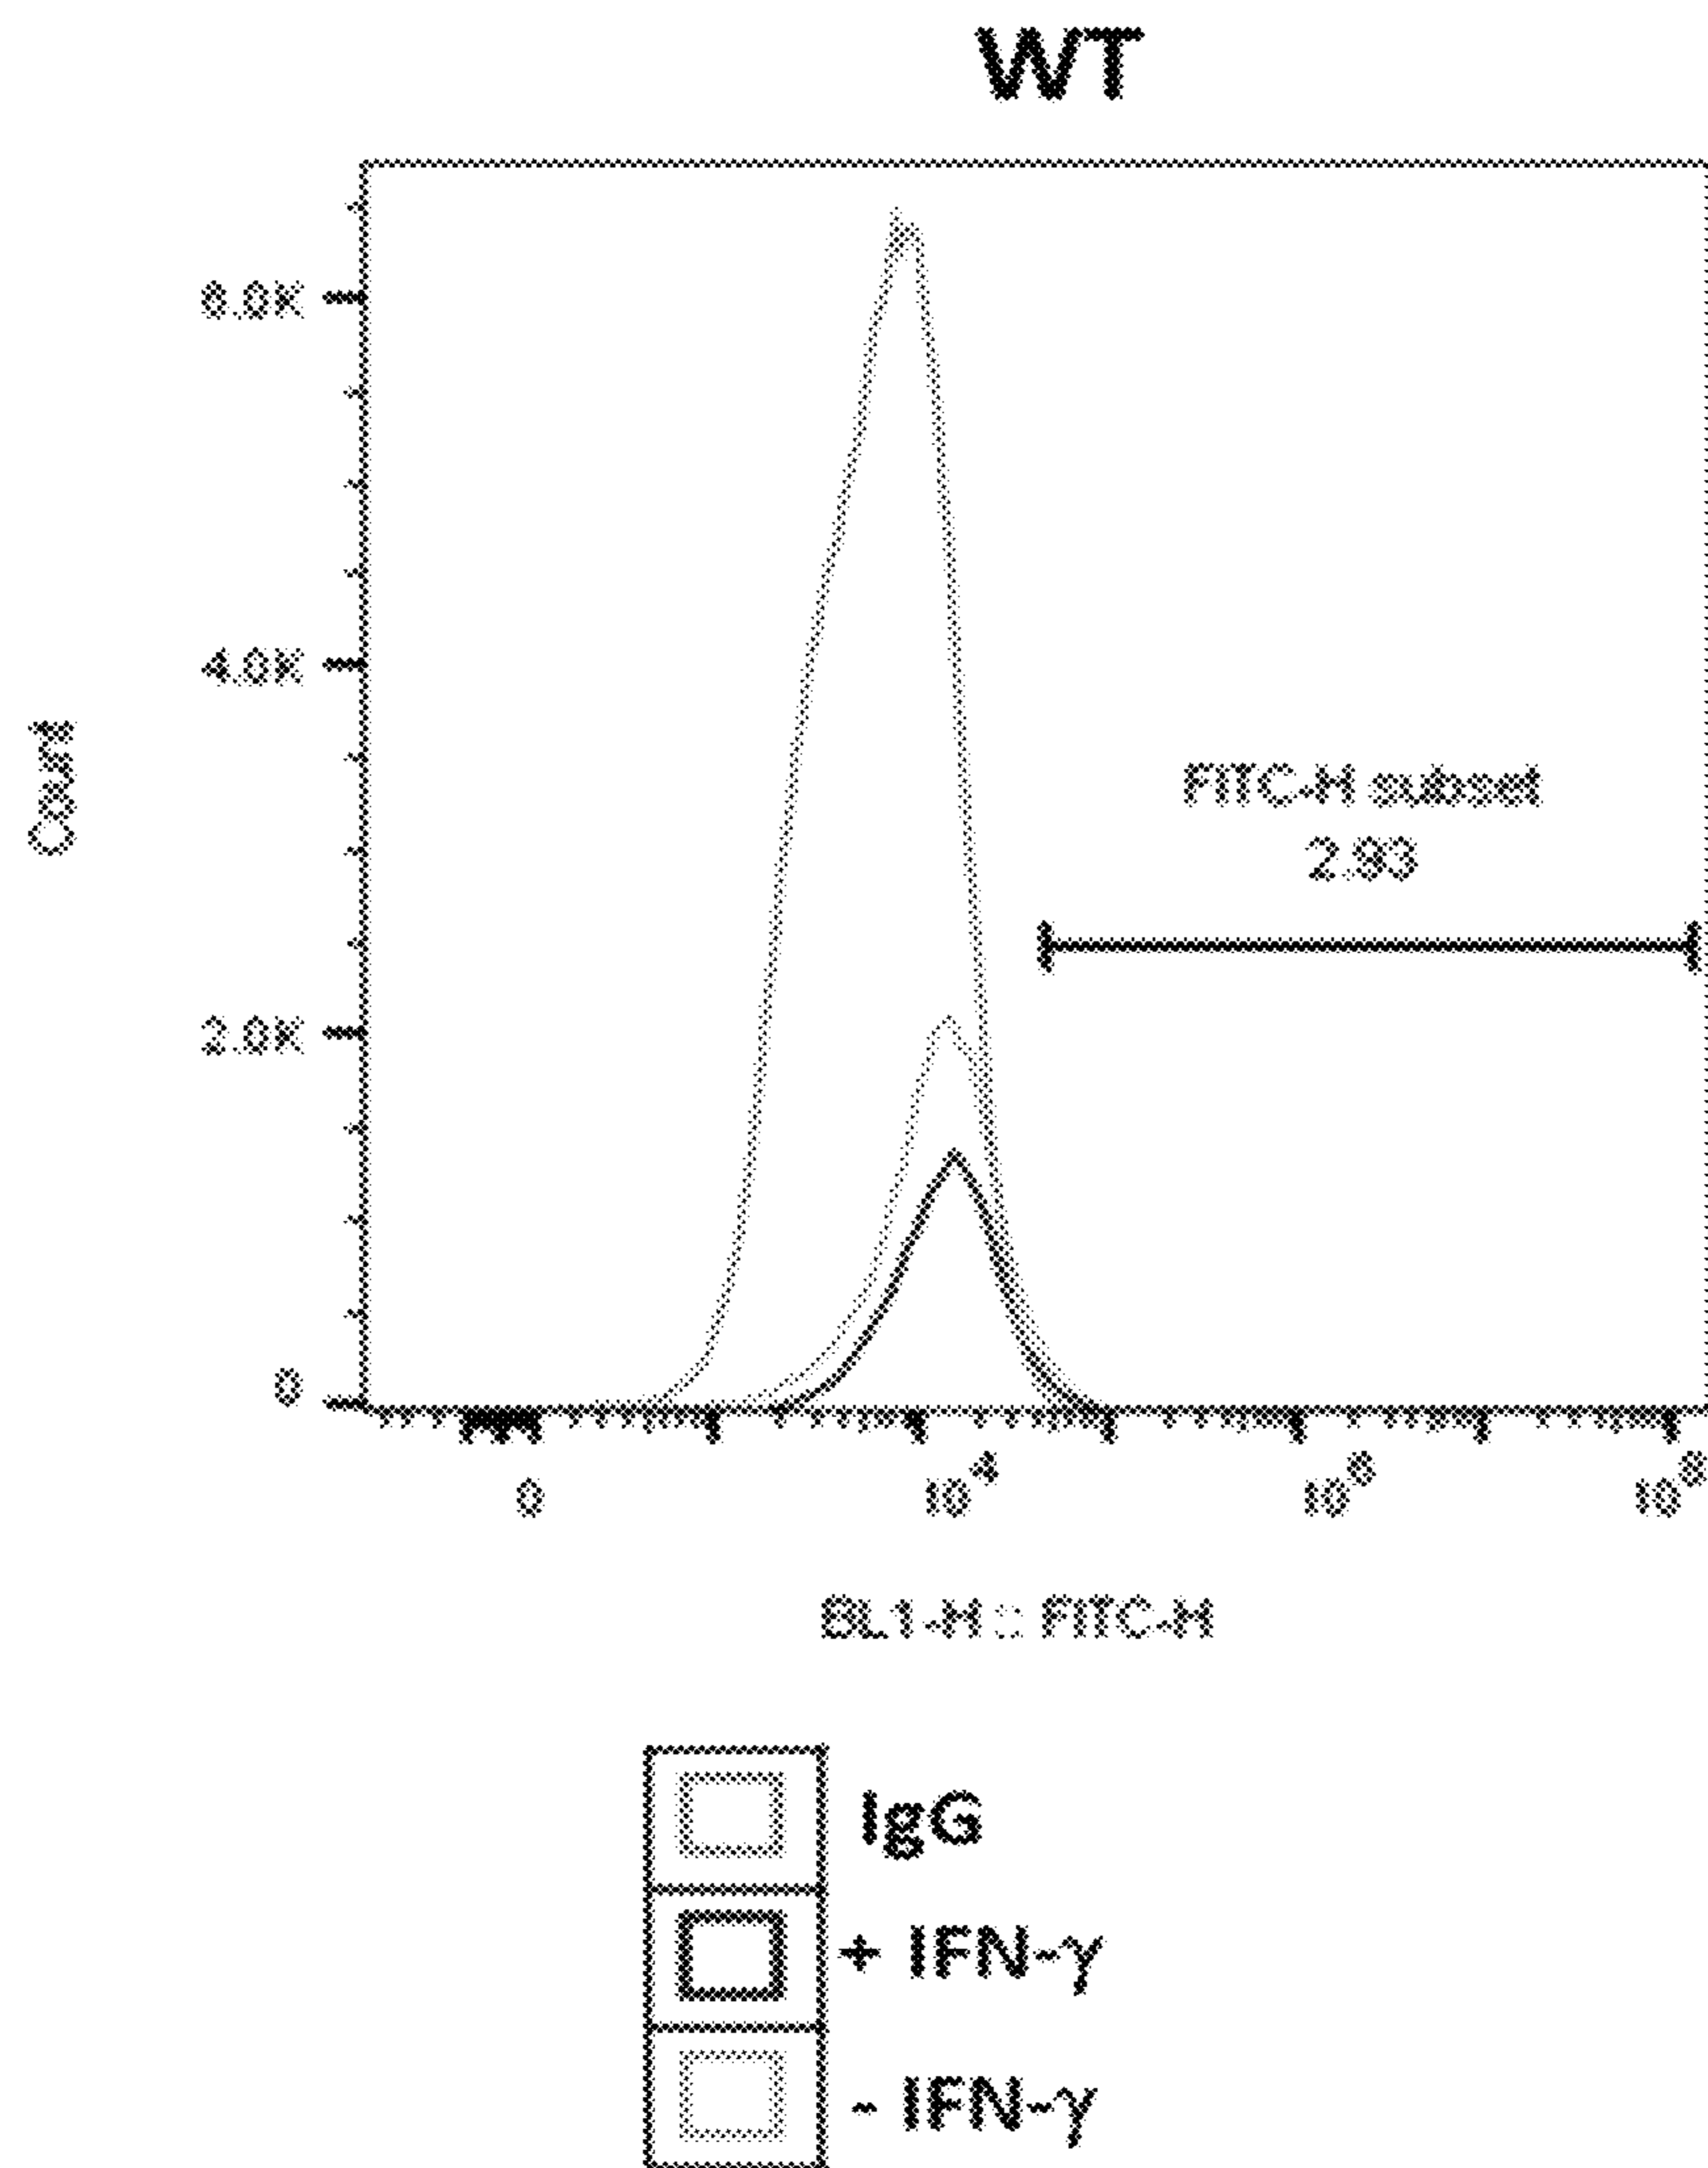 WT
6.0K
4.0K
2.0K
0
Count
FITC-H subset
2.93
0
10^4
10^6
10^8
BL1-H :: FITC-H
IgG
+ IFN-γ
- IFN-γ